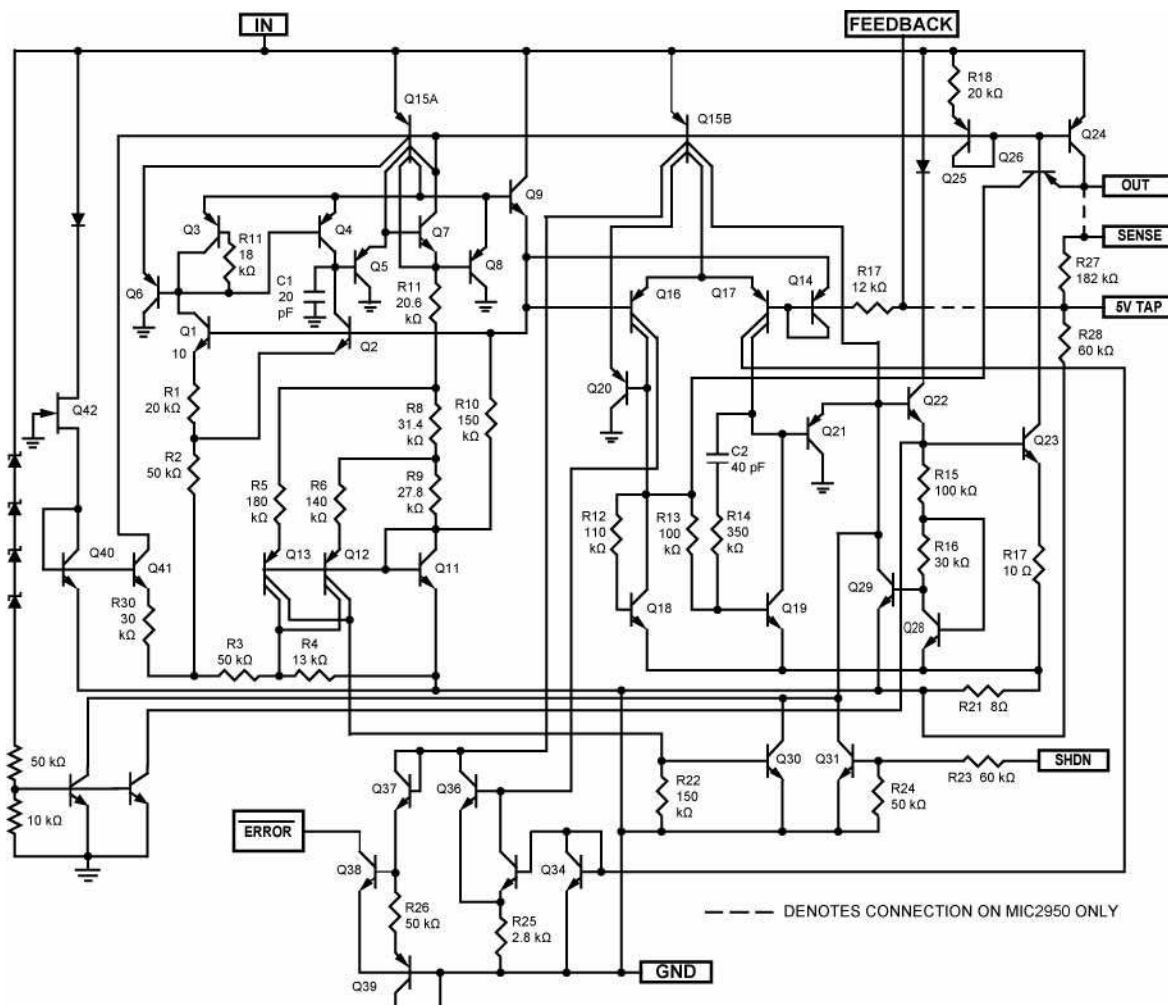 IN
FEEDBACK
R18
20 kΩ
Q15A
Q15B
Q24
Q26
Q25
OUT
Q9
Q3
Q4
Q7
R11
18
kΩ
Q5
Q8
Q6
C1
20
pF
R11
20.6
kΩ
Q16
Q17
Q14
R17
12 kΩ
SENSE
R27
182 kΩ
5V TAP
R28
60 kΩ
Q1
10
Q2
R1
20 kΩ
R8
31.4
kΩ
R10
150
kΩ
Q20
Q22
Q42
Q21
Q23
R2
50 kΩ
C2
40 pF
R5
180
kΩ
R6
140
kΩ
R9
27.8
kΩ
R15
100 kΩ
R12
110
kΩ
R13
100
kΩ
R14
350
kΩ
R16
30 kΩ
R17
10 Ω
Q40
Q41
Q13
Q12
Q11
Q29
R30
30
kΩ
Q18
Q19
Q28
R3
50 kΩ
R4
13 kΩ
R21 8Ω
50 kΩ
10 kΩ
Q37
Q36
R22
150
kΩ
Q30
Q31
R24
50 kΩ
R23 60 kΩ
SHDN
ERROR
Q38
Q34
R26
50 kΩ
R25
2.8 kΩ
DENOTES CONNECTION ON MIC2950 ONLY
Q39
GND